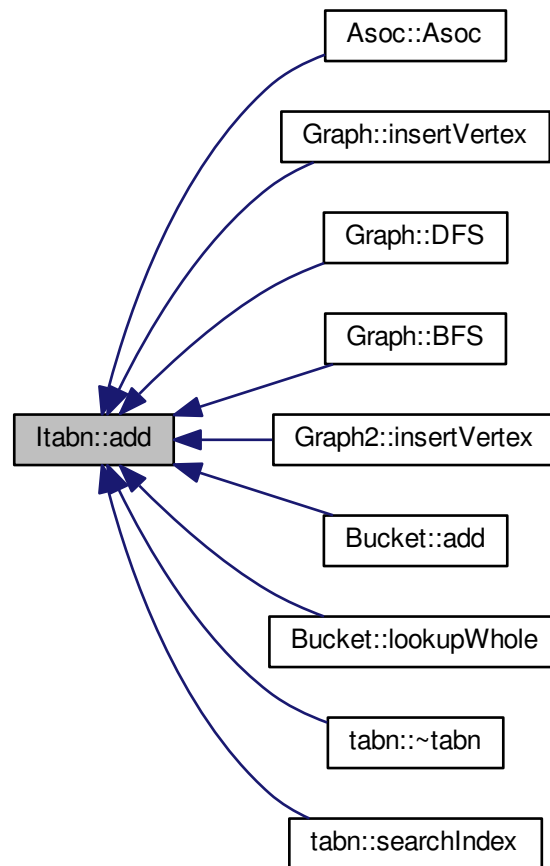 Asoc::Asoc
Graph::insertVertex
Graph::DFS
Graph::BFS
Itabn::add
Graph2::insertVertex
Bucket::add
Bucket::lookupWhole
tabn::~tabn
tabn::searchIndex